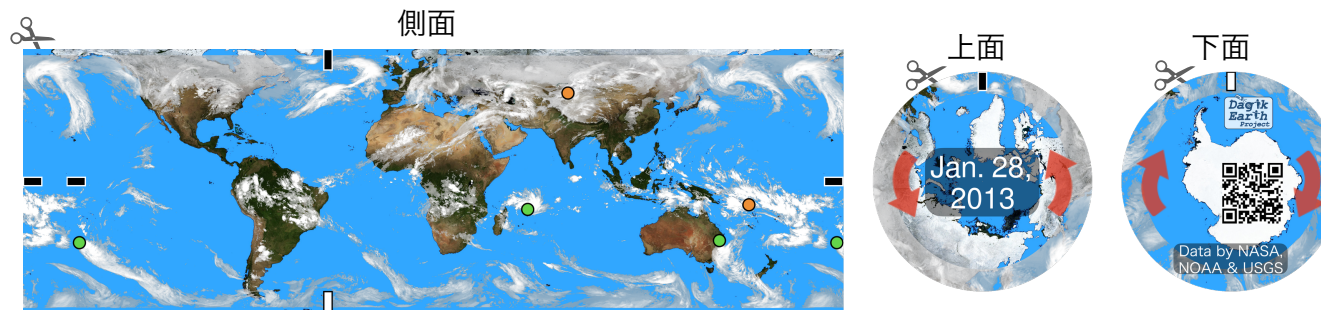 側面
上面
下面
Jan. 28,
2013
Dagik
Earth
Project
Data by NASA,
NOAA & USGS